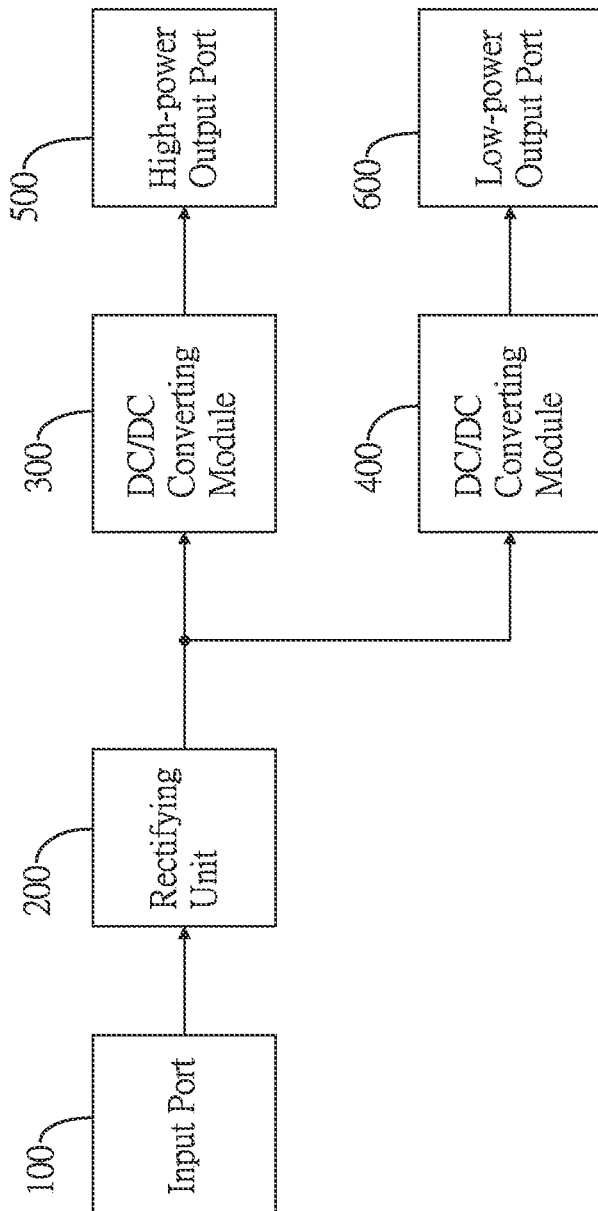 100
Input Port
200
Rectifying
Unit
300
DC/DC
Converting
Module
500
High-power
Output Port
400
DC/DC
Converting
Module
600
Low-power
Output Port